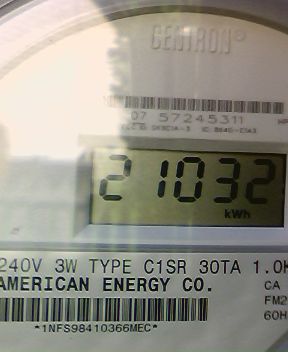 CENTRON®
07 57245311
21032
kWh
240V 3W TYPE C1SR 30TA 1.0K
AMERICAN ENERGY CO.
CA
FM2
60H
*1NFS98410366MEC*